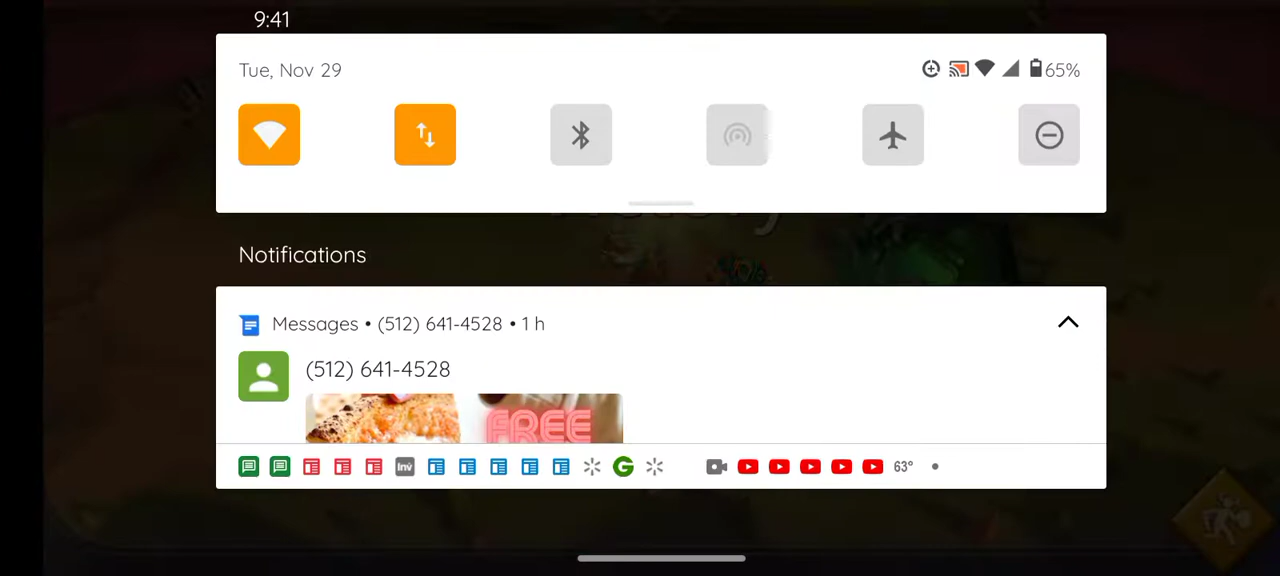 9:41
Tue, Nov 29
65%
Notifications
Messages • (512) 641-4528 • 1 h
(512) 641-4528
FREE
Inv
G
63°